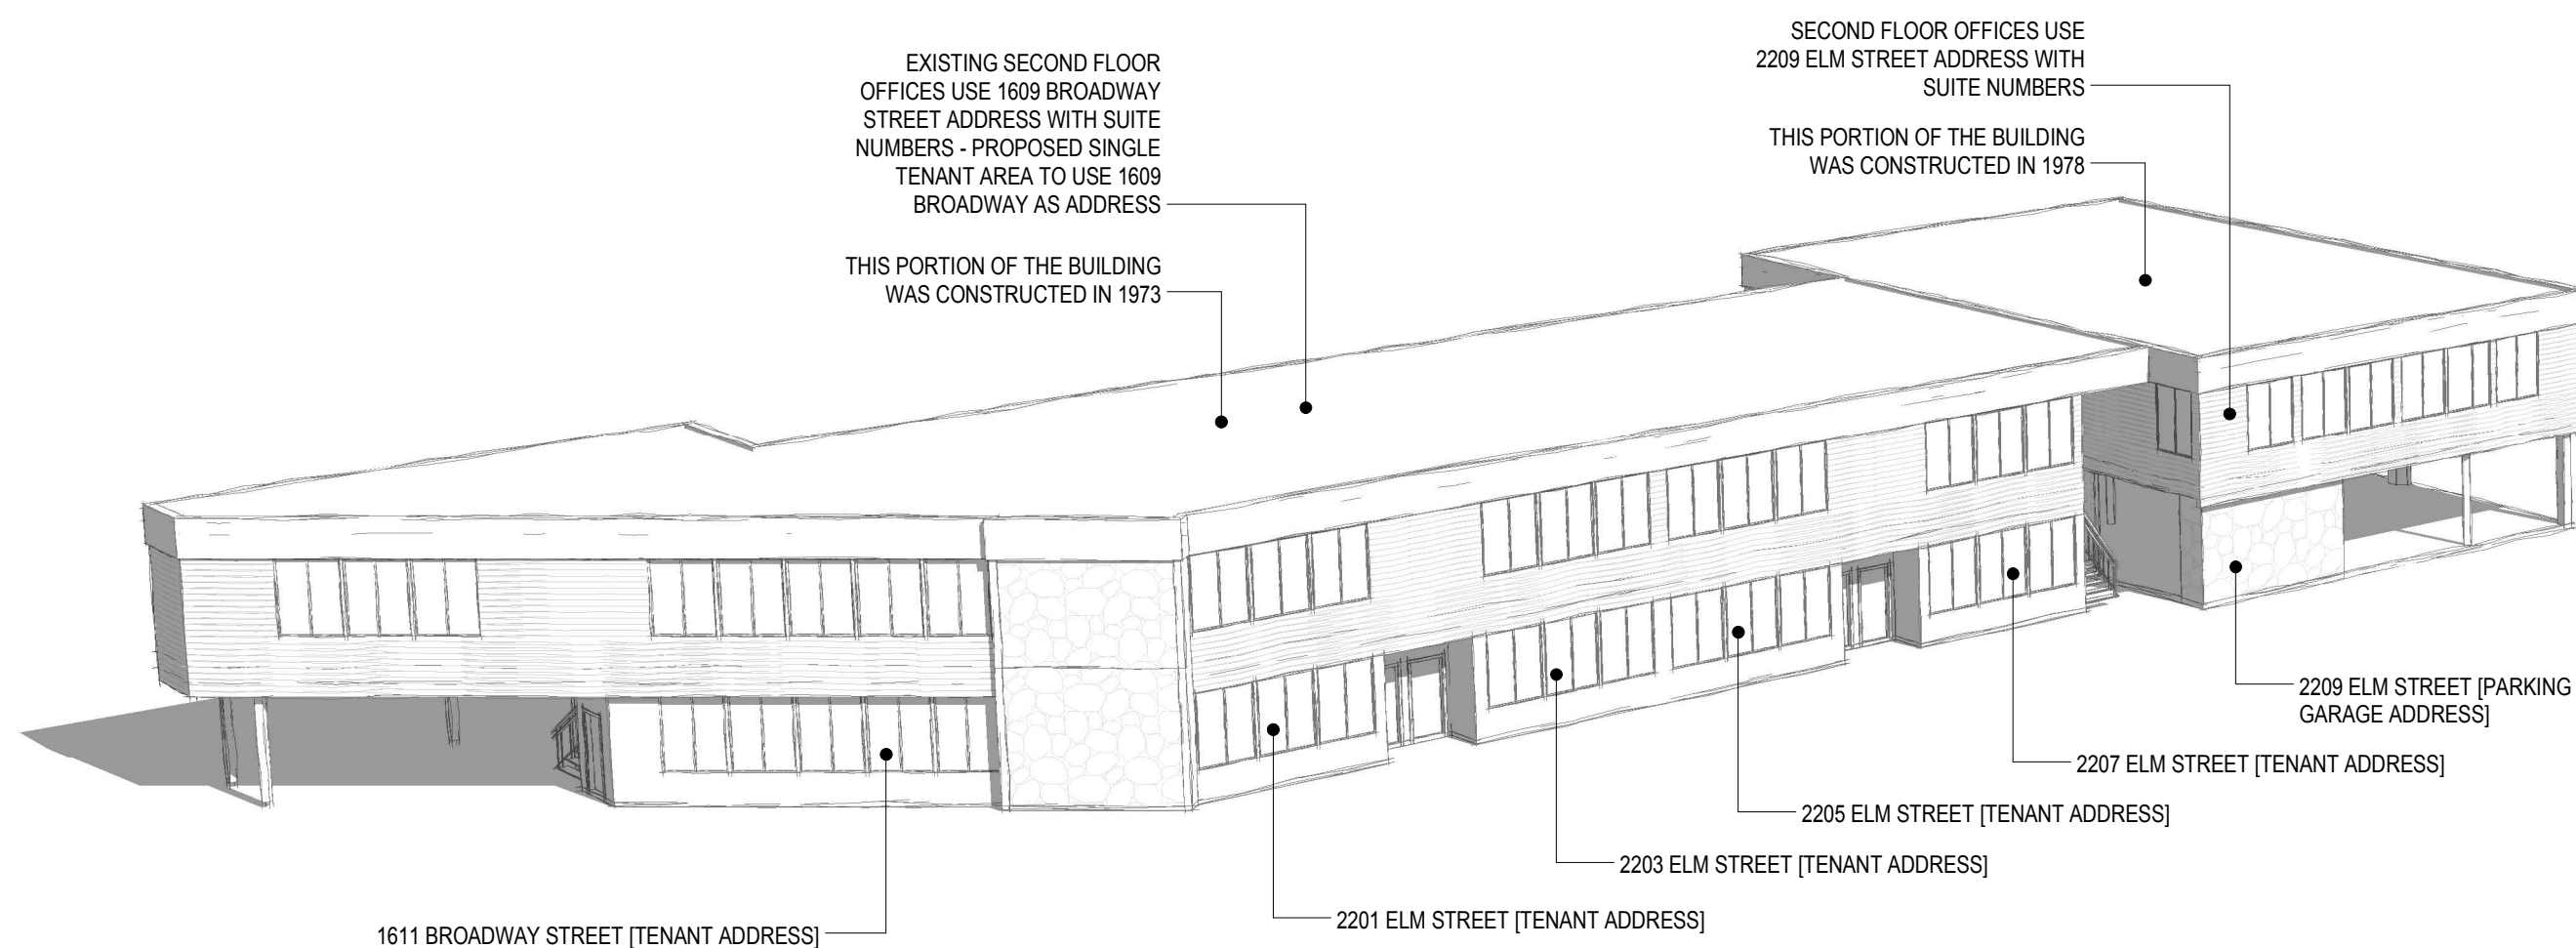 EXISTING SECOND FLOOR
OFFICES USE 1609 BROADWAY
STREET ADDRESS WITH SUITE
NUMBERS - PROPOSED SINGLE
TENANT AREA TO USE 1609
BROADWAY AS ADDRESS
THIS PORTION OF THE BUILDING
WAS CONSTRUCTED IN 1973
SECOND FLOOR OFFICES USE
2209 ELM STREET ADDRESS WITH
SUITE NUMBERS
THIS PORTION OF THE BUILDING
WAS CONSTRUCTED IN 1978
2209 ELM STREET [PARKING
GARAGE ADDRESS]
2207 ELM STREET [TENANT ADDRESS]
2205 ELM STREET [TENANT ADDRESS]
2203 ELM STREET [TENANT ADDRESS]
2201 ELM STREET [TENANT ADDRESS]
1611 BROADWAY STREET [TENANT ADDRESS]